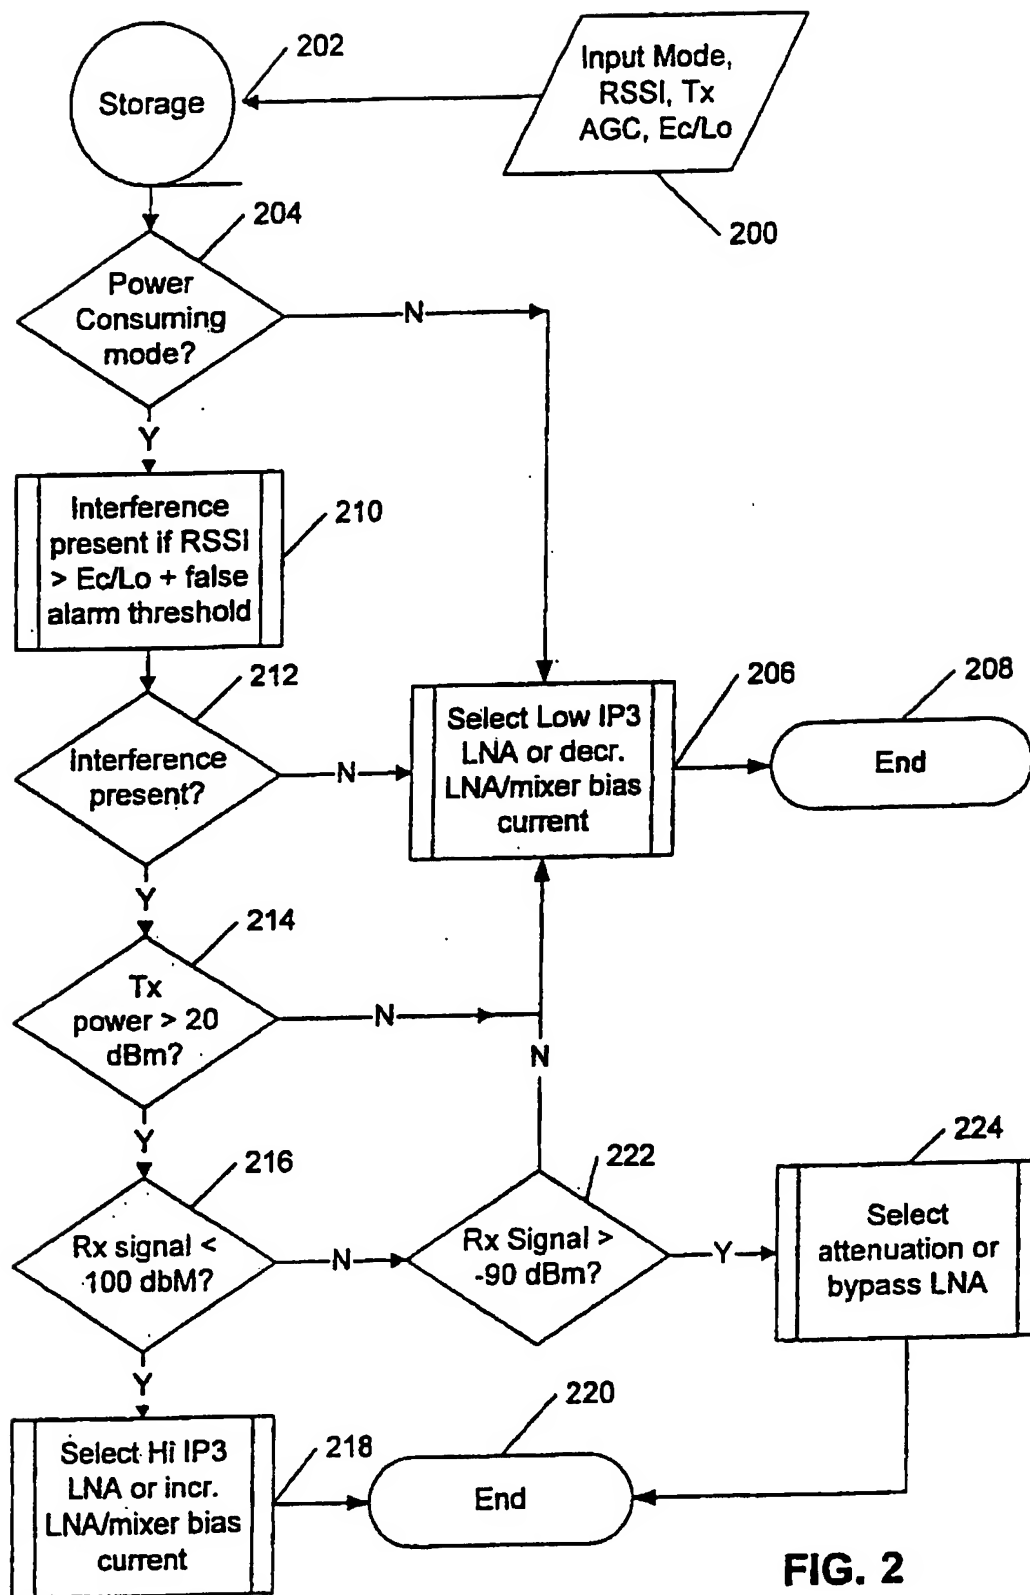 Storage
202
Input Mode,
RSSI, Tx
AGC, Ec/Lo
200
204
Power
Consuming
mode?
N
Y
Interference
present if RSSI
> Ec/Lo + false
alarm threshold
210
212
Interference
present?
N
Select Low IP3
LNA or decr.
LNA/mixer bias
current
206
208
End
Y
214
Tx
power > 20
dBm?
N
N
Y
216
Rx signal <
100 dbM?
N
222
Rx Signal >
-90 dBm?
Y
224
Select
attenuation or
bypass LNA
Y
Select Hi IP3
LNA or incr.
LNA/mixer bias
current
218
220
End
FIG. 2